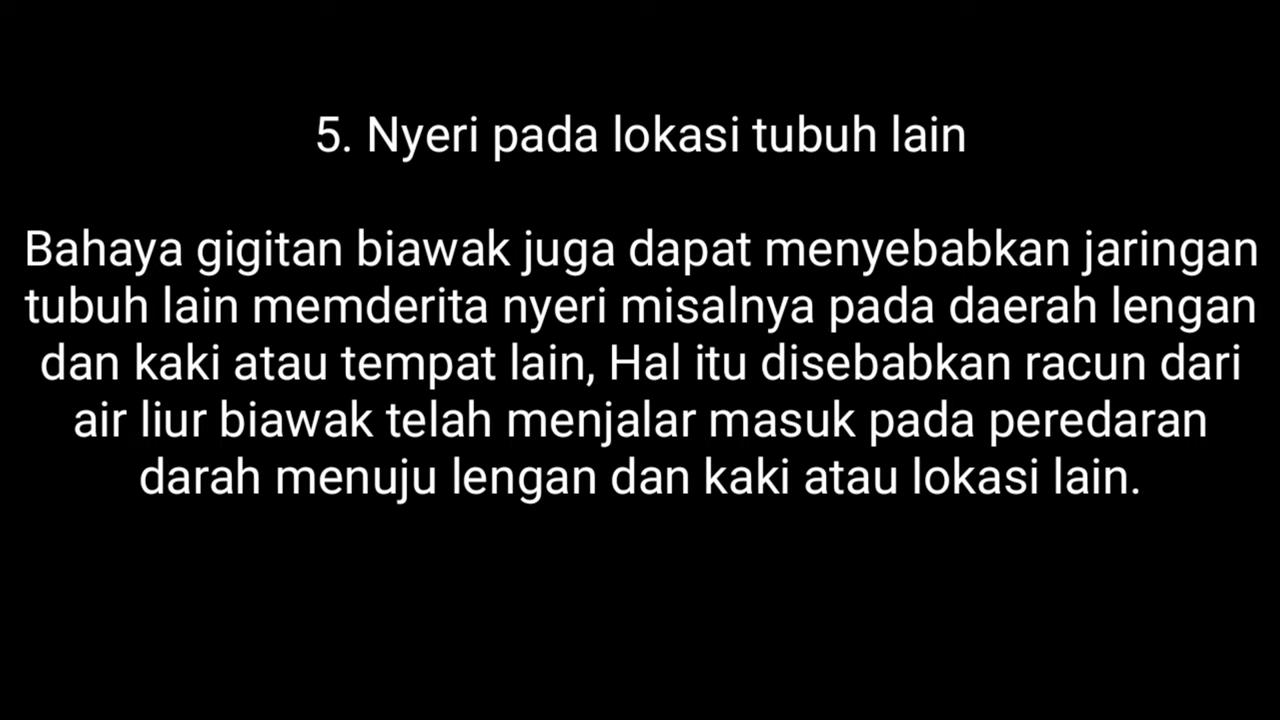 5. Nyeri pada lokasi tubuh lain
Bahaya gigitan biawak juga dapat menyebabkan jaringan
tubuh lain memderita nyeri misalnya pada daerah lengan
dan kaki atau tempat lain, Hal itu disebabkan racun dari
air liur biawak telah menjalar masuk pada peredaran
darah menuju lengan dan kaki atau lokasi lain.